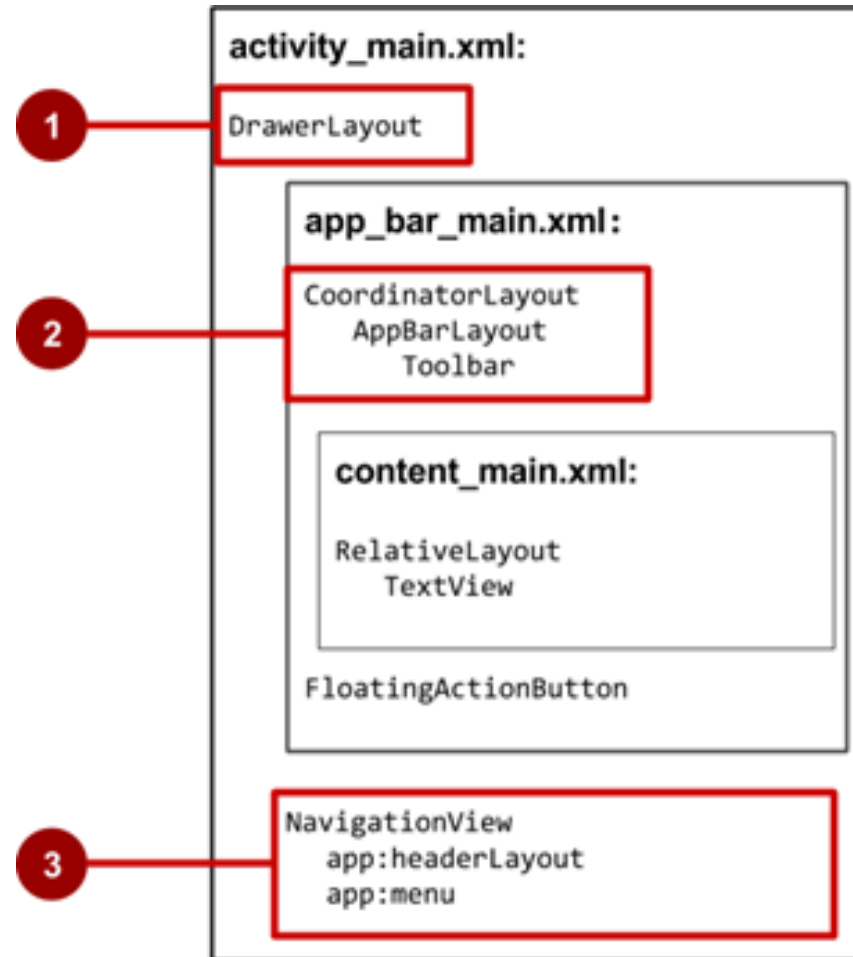 activity_main.xml:
1
DrawerLayout
app_bar_main.xml:
CoordinatorLayout
2
AppBarLayout
Toolbar
content_main.xml:
RelativeLayout
TextView
FloatingActionButton
NavigationView
3
app:headerLayout
app:menu